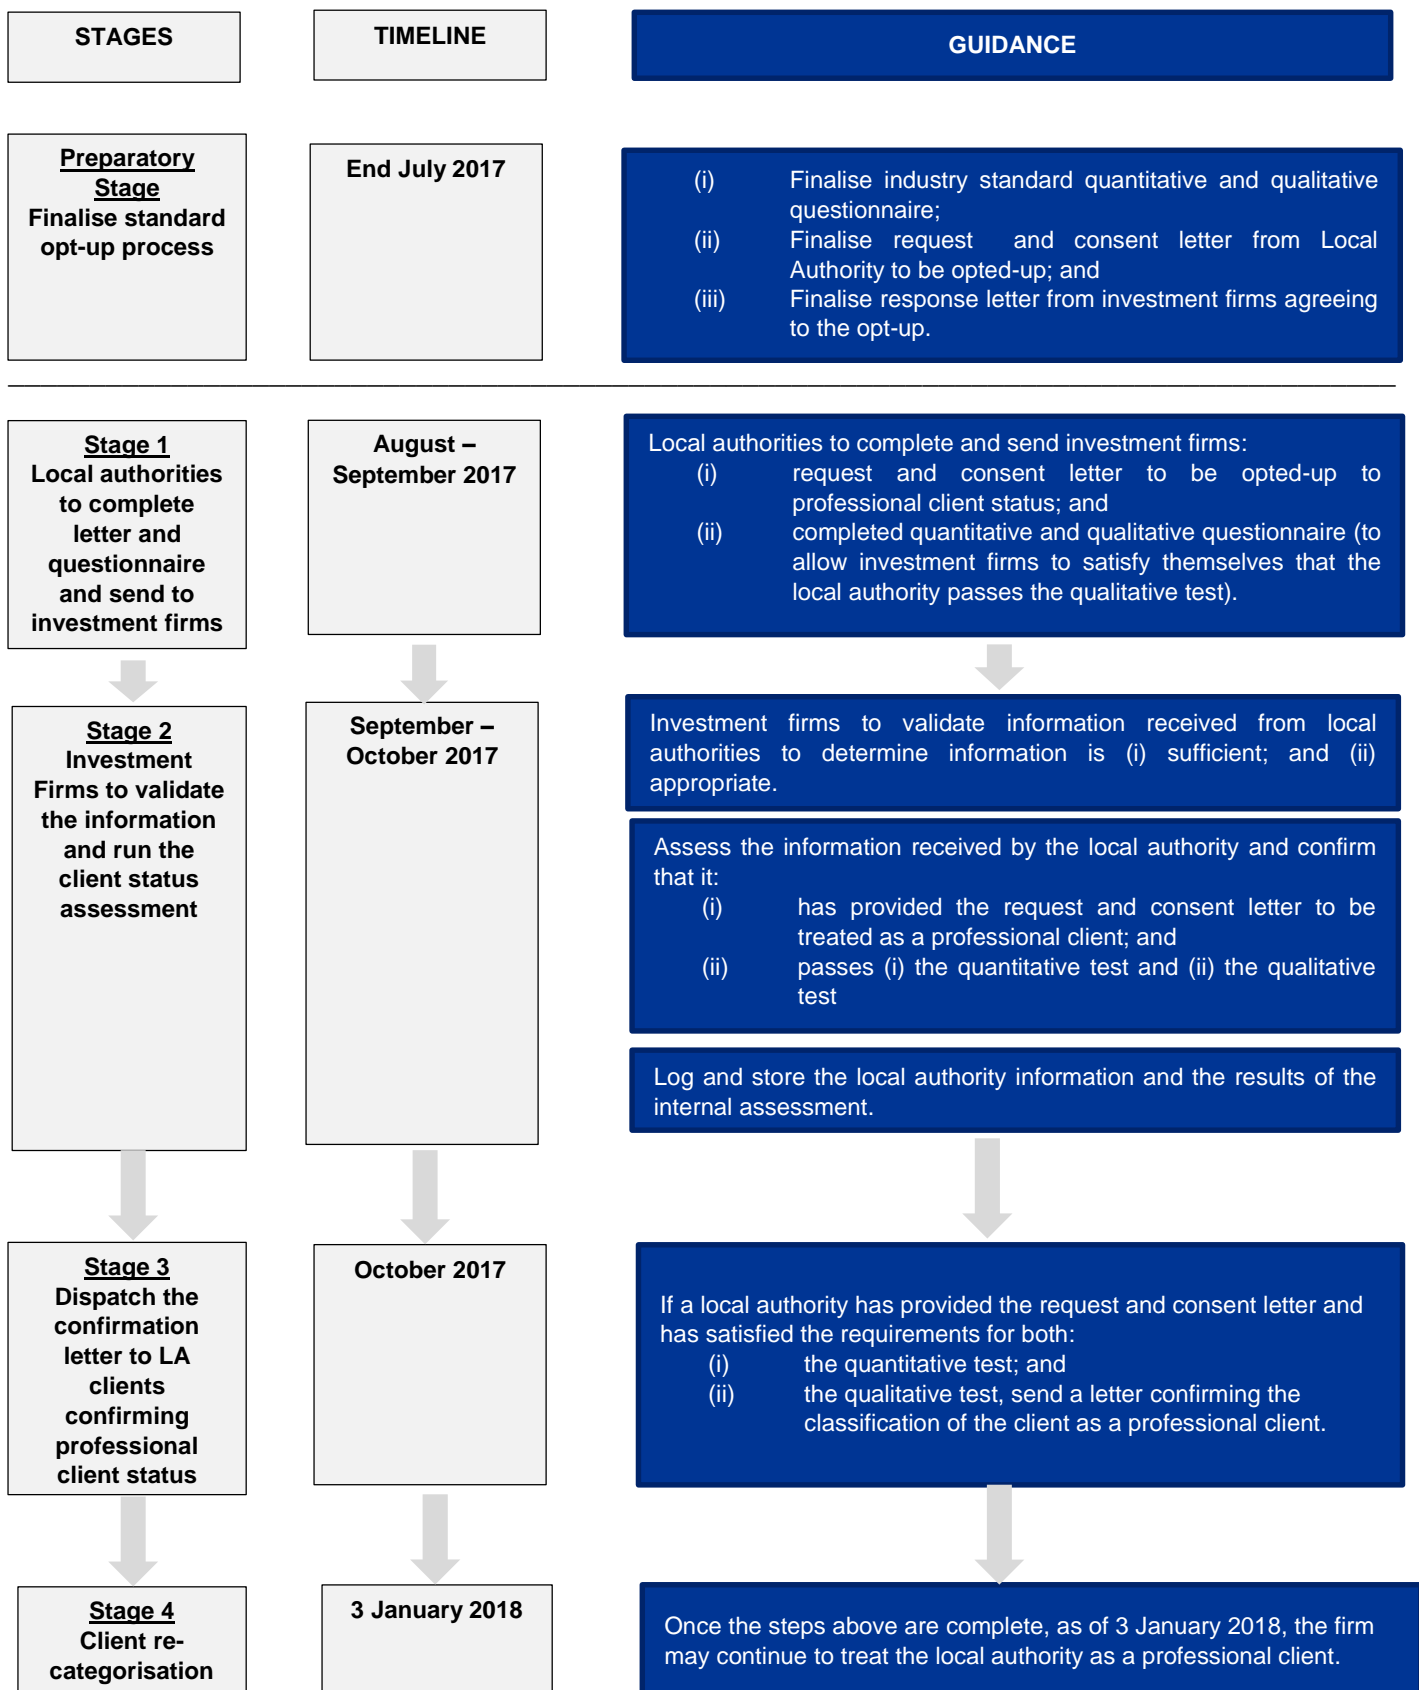 STAGES
TIMELINE
GUIDANCE
Preparatory
Stage
Finalise standard
opt-up process
End July 2017
(i) Finalise industry standard quantitative and qualitative
questionnaire;
(ii) Finalise request and consent letter from Local
Authority to be opted-up; and
(iii) Finalise response letter from investment firms agreeing
to the opt-up.
Stage 1
Local authorities
to complete
letter and
questionnaire
and send to
investment firms
August –
September 2017
Local authorities to complete and send investment firms:
(i) request and consent letter to be opted-up to
professional client status; and
(ii) completed quantitative and qualitative questionnaire (to
allow investment firms to satisfy themselves that the
local authority passes the qualitative test).
Stage 2
Investment
Firms to validate
the information
and run the
client status
assessment
September –
October 2017
Investment firms to validate information received from local
authorities to determine information is (i) sufficient; and (ii)
appropriate.
Assess the information received by the local authority and confirm
that it:
(i) has provided the request and consent letter to be
treated as a professional client; and
(ii) passes (i) the quantitative test and (ii) the qualitative
test
Log and store the local authority information and the results of the
internal assessment.
Stage 3
Dispatch the
confirmation
letter to LA
clients
confirming
professional
client status
October 2017
If a local authority has provided the request and consent letter and
has satisfied the requirements for both:
(i) the quantitative test; and
(ii) the qualitative test, send a letter confirming the
classification of the client as a professional client.
Stage 4
Client re-
categorisation
3 January 2018
Once the steps above are complete, as of 3 January 2018, the firm
may continue to treat the local authority as a professional client.